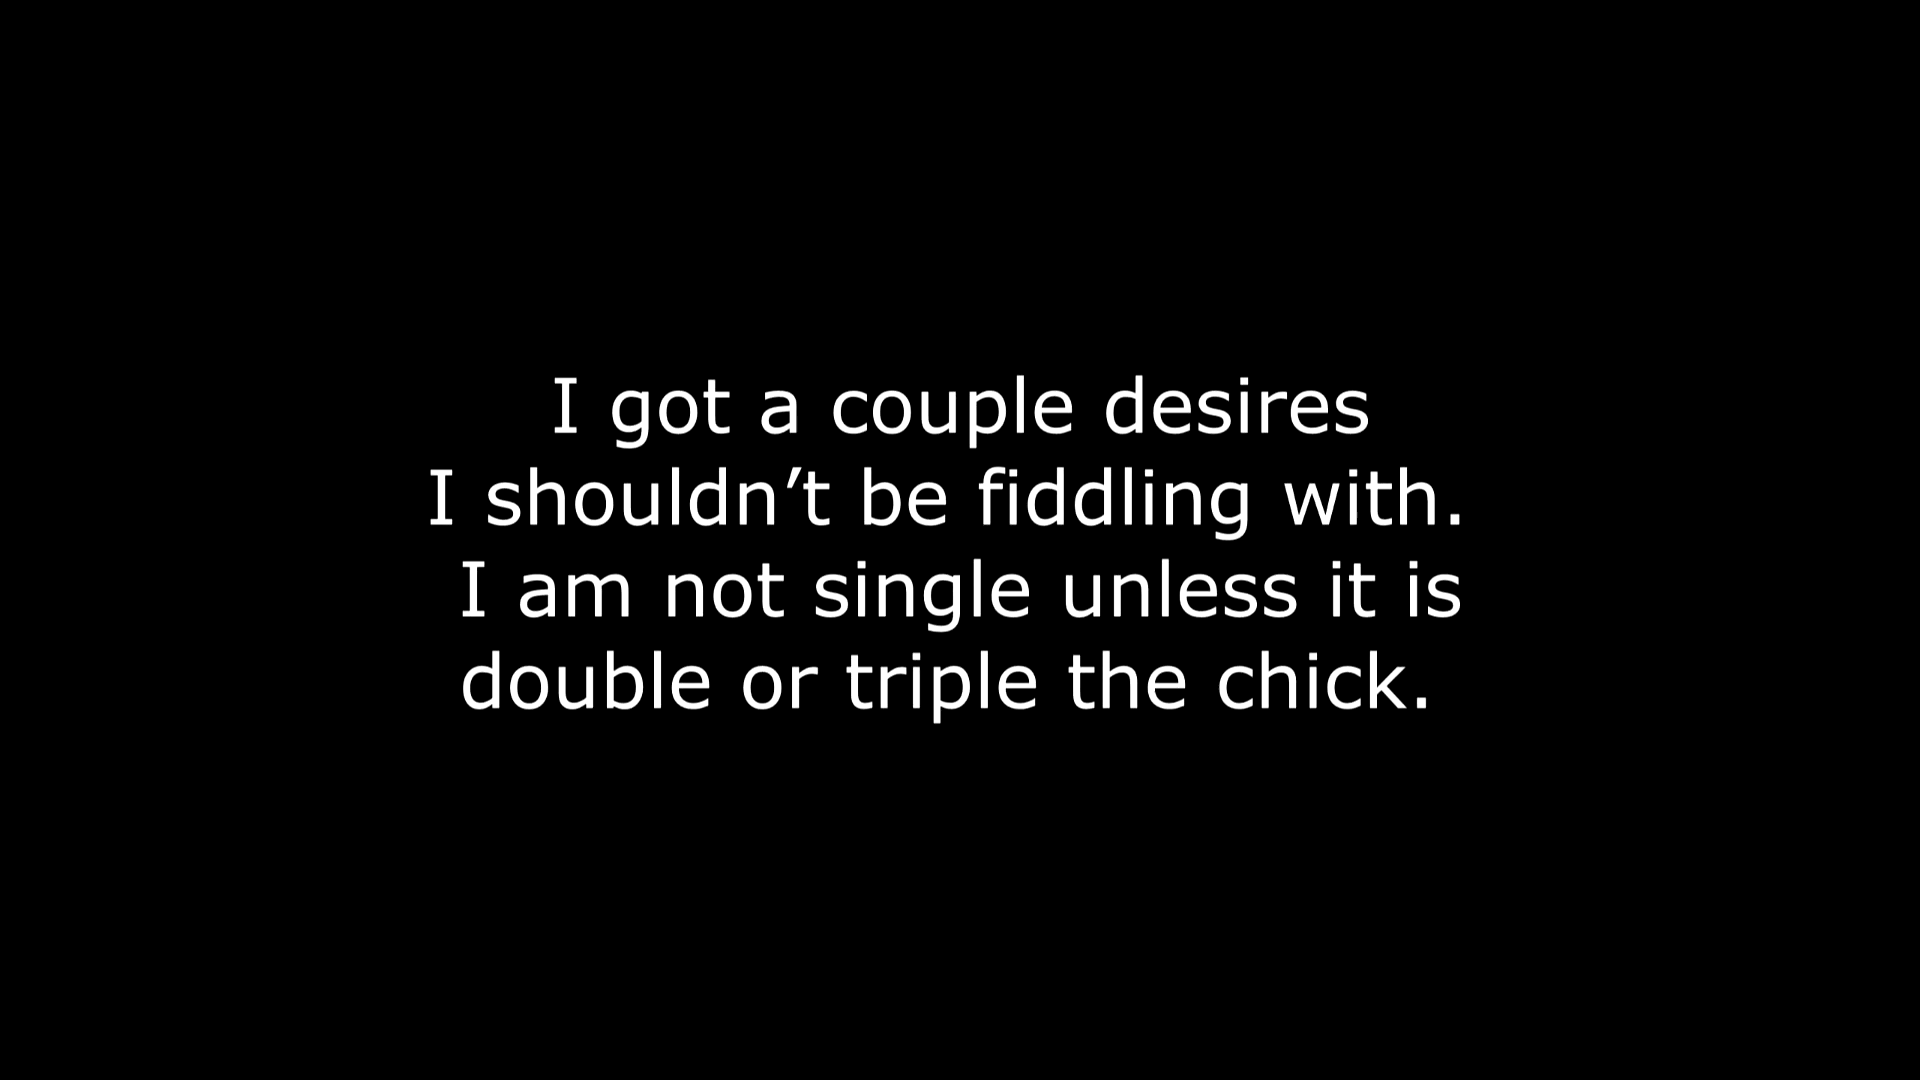 I got a couple desires
I shouldn’t be fiddling with.
I am not single unless it is
double or triple the chick.